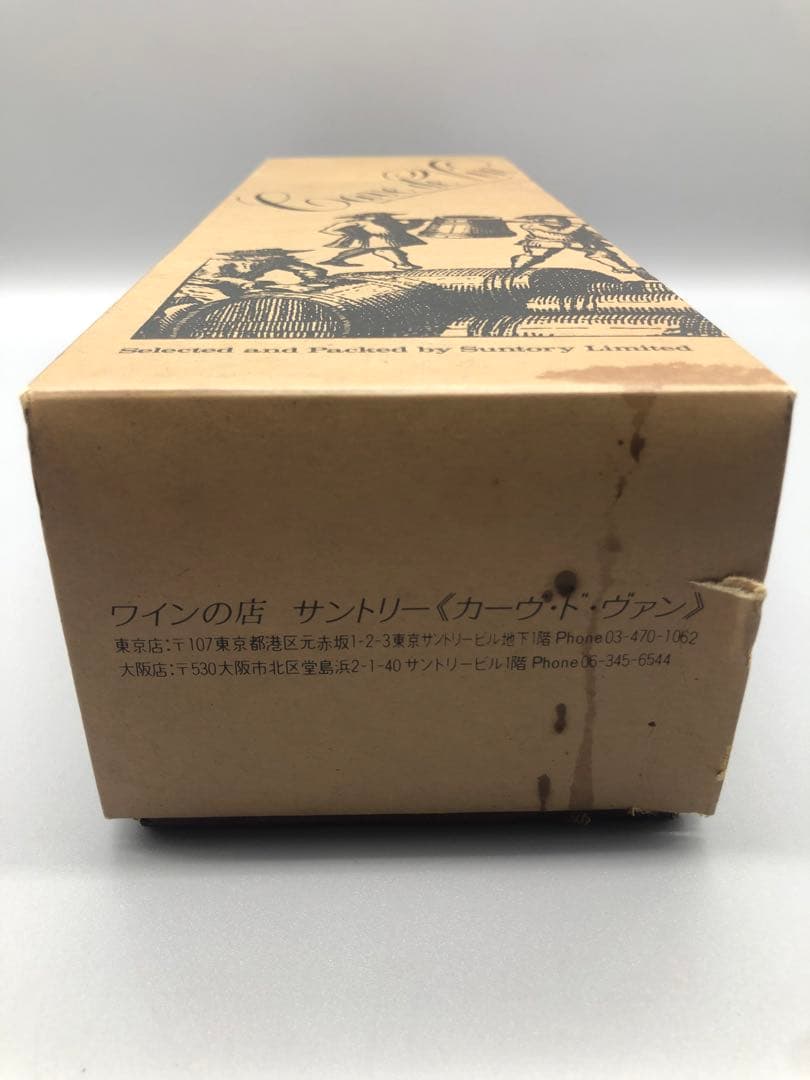 Cave de Vin
Selected and Packed by Suntory Limited
ワインの店 サントリー《カーヴ・ド・ヴァン》
東京店:〒107東京都港区元赤坂1-2-3東京サントリービル地下1階 Phone 03-470-1062
大阪店:〒530大阪市北区堂島浜2-1-40 サントリービル1階 Phone 06-345-6544